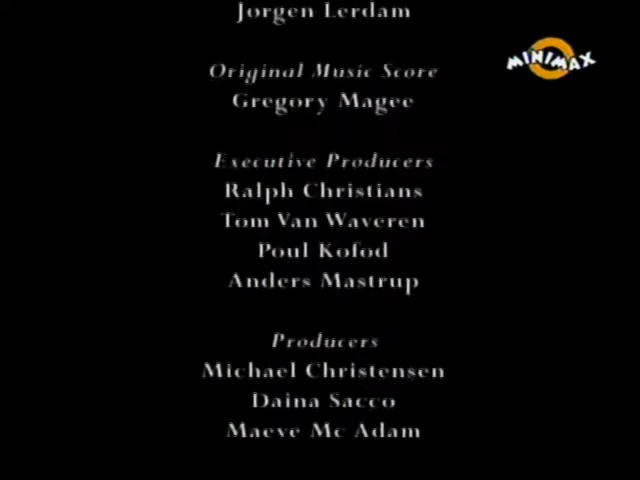 Jørgen Lerdam
MINIMAX
Original Music Score
Gregory Magee
Executive Producers
Ralph Christians
Tom Van Waveren
Poul Kofod
Anders Mastrup
Producers
Michael Christensen
Daina Sacco
Maeve Mc Adam